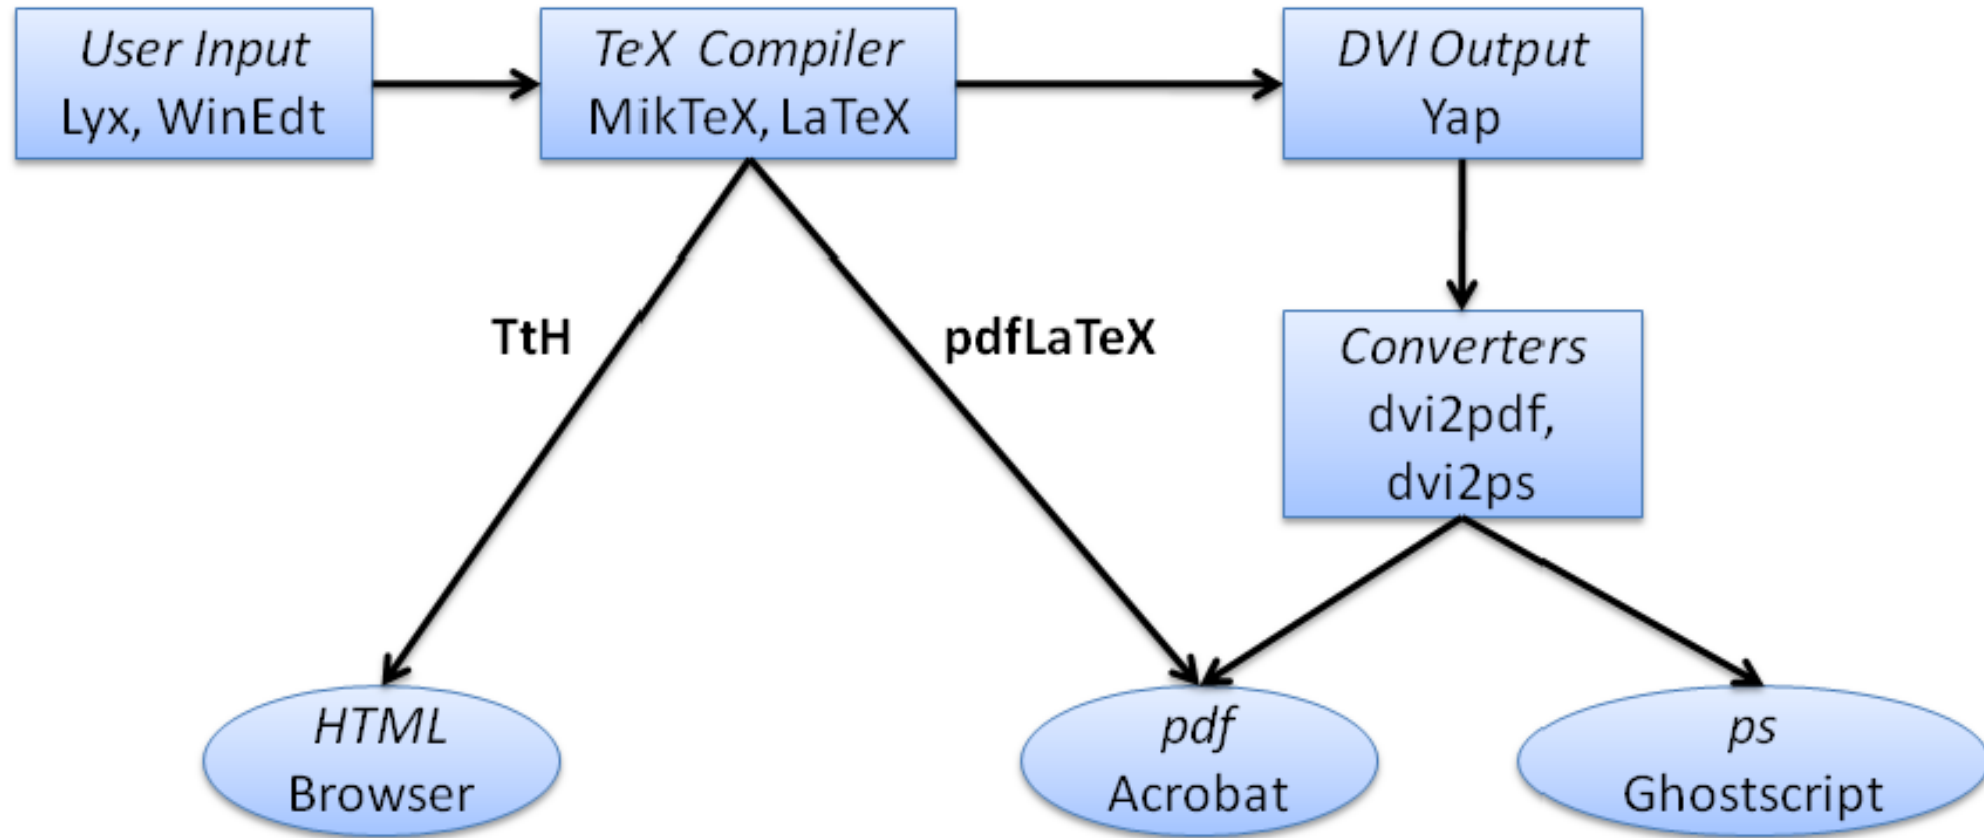 User Input
Lyx, WinEdt
TeX Compiler
MikTeX, LaTeX
DVI Output
Yap
TtH
pdfLaTeX
Converters
dvi2pdf,
dvi2ps
HTML
Browser
pdf
Acrobat
ps
Ghostscript